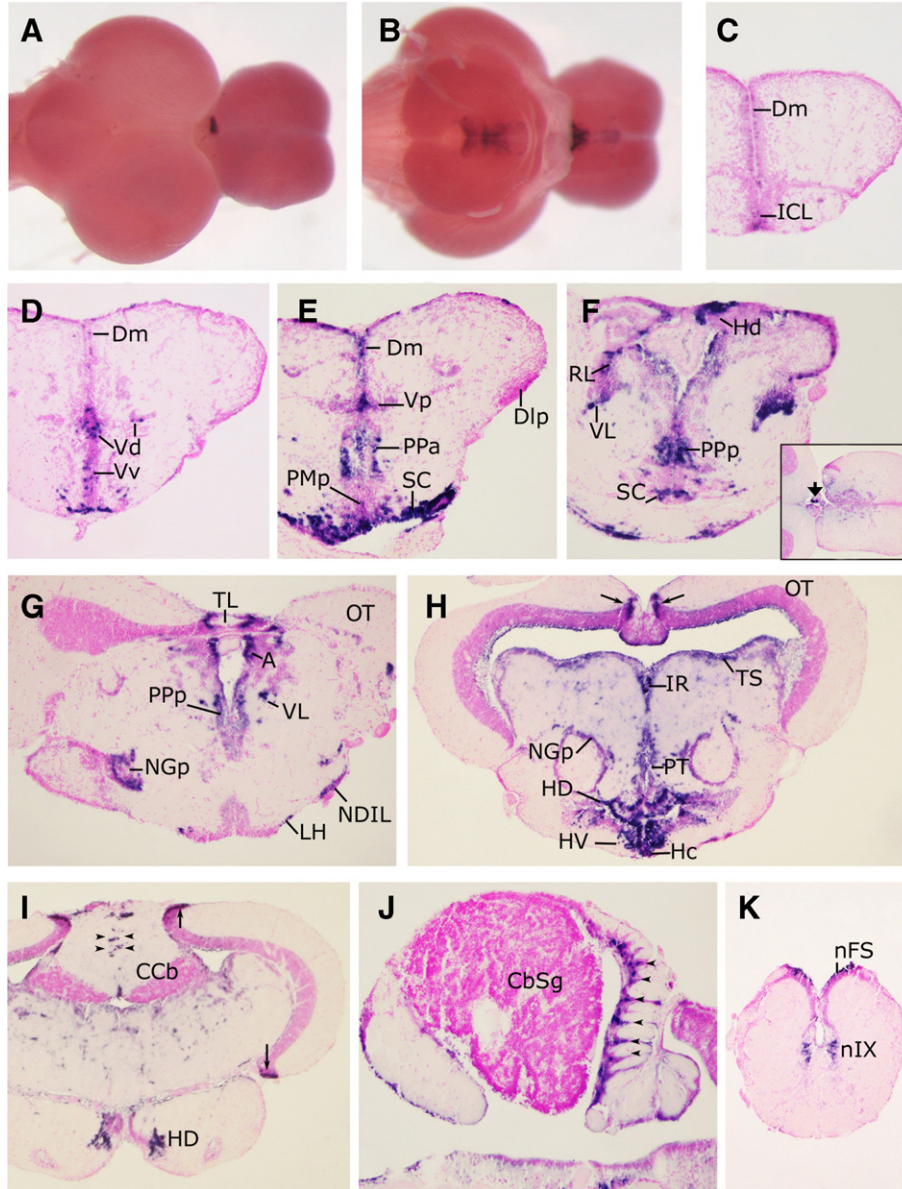 A
B
C
Dm
ICL
D
Dm
Vd
Vv
E
Dm
Vp
Dlp
PPa
PMp
SC
F
Hd
RL
VL
PPp
SC
G
TL
OT
A
PPp
VL
NGp
NDIL
LH
H
OT
IR
TS
NGp
PT
HD
HV
Hc
I
CCb
HD
J
CbSg
K
nFS
nIX